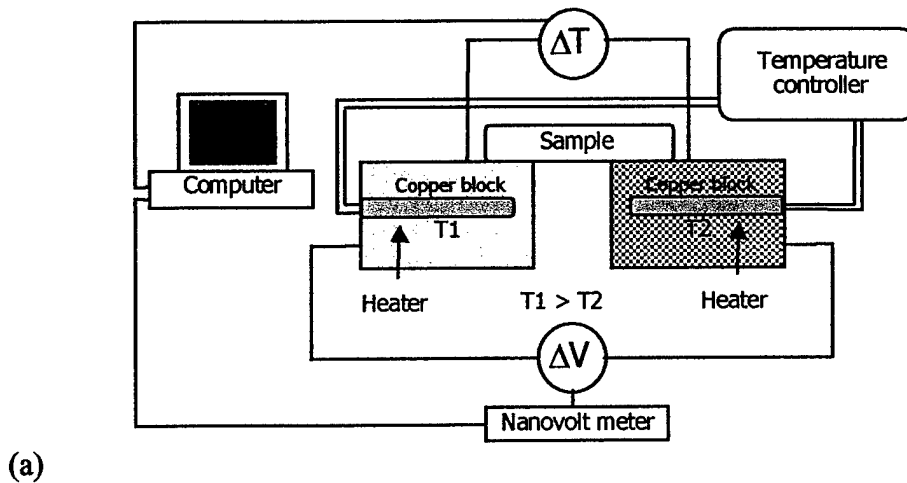 ΔT
Temperature
controller
Sample
Computer
Copper block
Copper block
T1
T2
Heater
T1 > T2
Heater
ΔV
Nanovolt meter
(a)